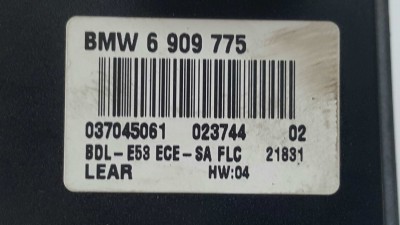 BMW 6 909 775
037045061 023744 02
BDL-E53 ECE-SA FLC 21831
LEAR HW:04